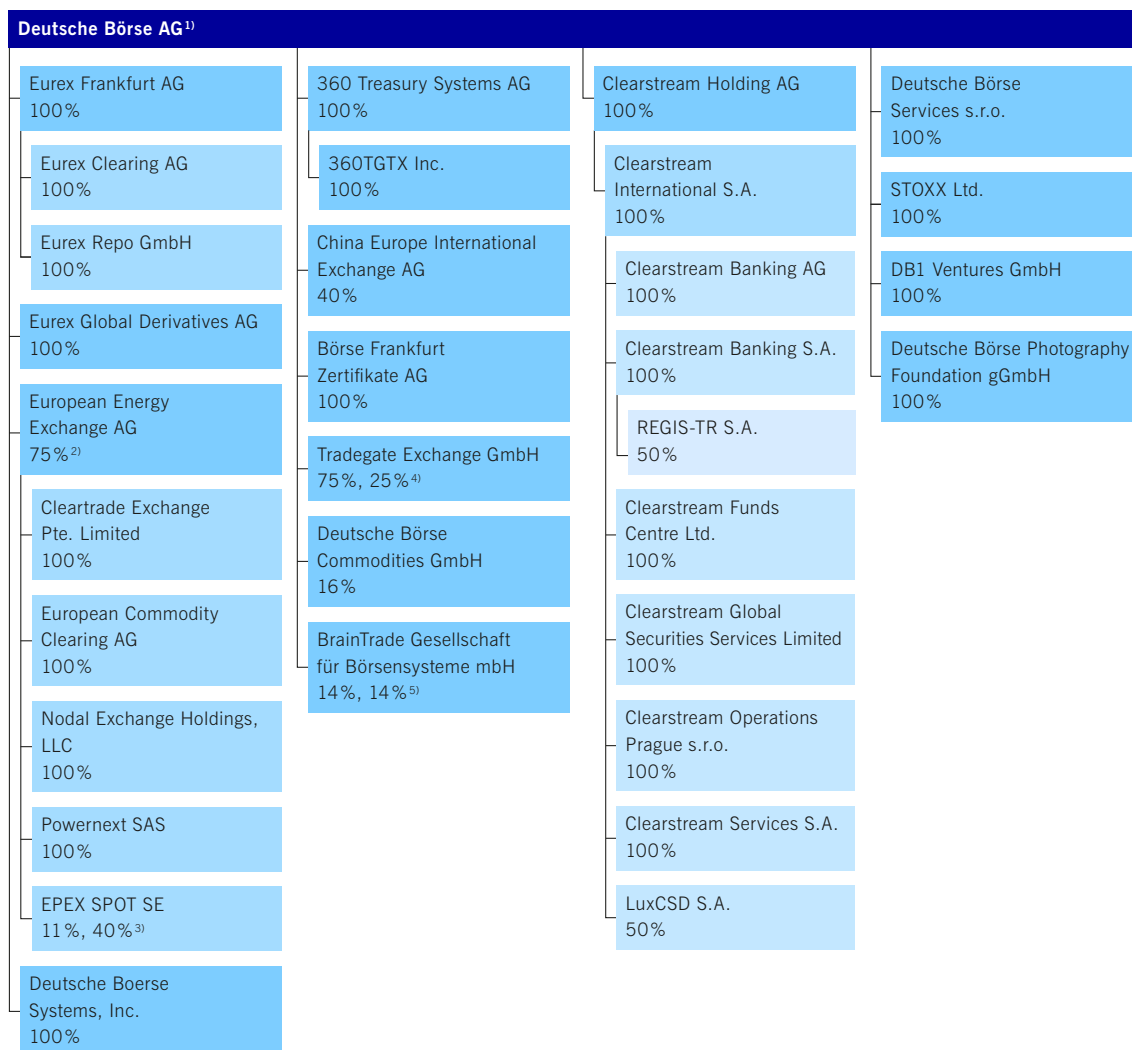 Deutsche Börse AG1)
Eurex Frankfurt AG
100%
Eurex Clearing AG
100%
Eurex Repo GmbH
100%
Eurex Global Derivatives AG
100%
European Energy
Exchange AG
75%2)
Cleartrade Exchange
Pte. Limited
100%
European Commodity
Clearing AG
100%
Nodal Exchange Holdings,
LLC
100%
Powernext SAS
100%
EPEX SPOT SE
11%, 40%3)
Deutsche Boerse
Systems, Inc.
100%
360 Treasury Systems AG
100%
360TGTX Inc.
100%
China Europe International
Exchange AG
40%
Börse Frankfurt
Zertifikate AG
100%
Tradegate Exchange GmbH
75%, 25%4)
Deutsche Börse
Commodities GmbH
16%
BrainTrade Gesellschaft
für Börsensysteme mbH
14%, 14%5)
Clearstream Holding AG
100%
Clearstream
International S.A.
100%
Clearstream Banking AG
100%
Clearstream Banking S.A.
100%
REGIS-TR S.A.
50%
Clearstream Funds
Centre Ltd.
100%
Clearstream Global
Securities Services Limited
100%
Clearstream Operations
Prague s.r.o.
100%
Clearstream Services S.A.
100%
LuxCSD S.A.
50%
Deutsche Börse
Services s.r.o.
100%
STOXX Ltd.
100%
DB1 Ventures GmbH
100%
Deutsche Börse Photography
Foundation gGmbH
100%